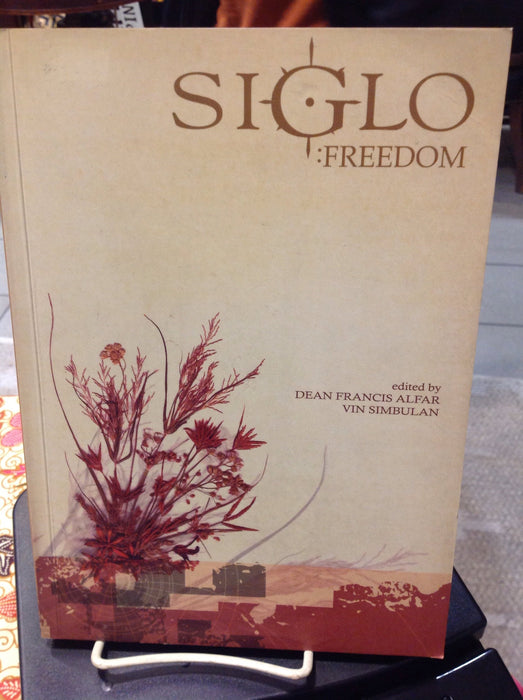 SIGLO
:FREEDOM
edited by
DEAN FRANCIS ALFAR
VIN SIMBULAN